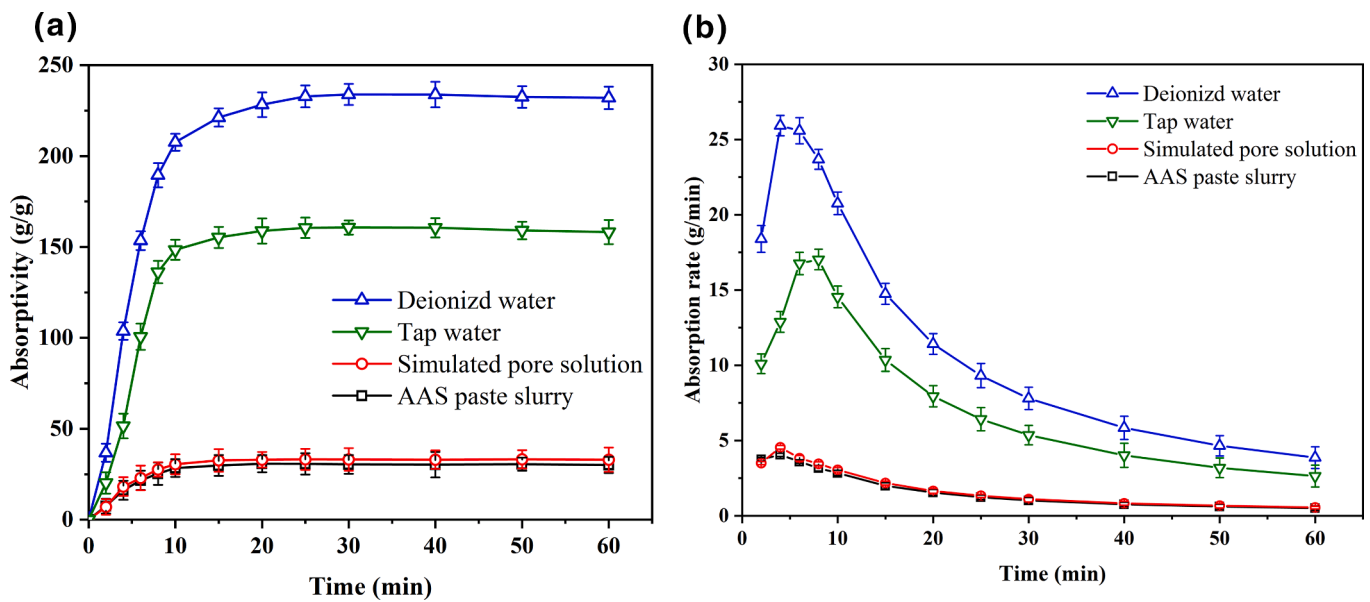 (a)
250
200
150
100
50
0
Absorptivity (g/g)
Deionizd water
Tap water
Simulated pore solution
AAS paste slurry
0 10 20 30 40 50 60
Time (min)
(b)
30
25
20
15
10
5
0
Absorption rate (g/min)
Deionizd water
Tap water
Simulated pore solution
AAS paste slurry
0 10 20 30 40 50 60
Time (min)